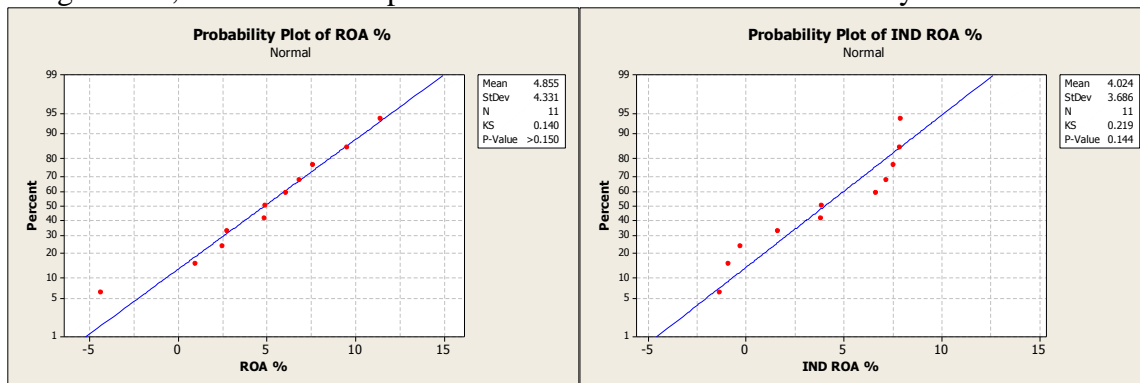 Probability Plot of ROA %
Normal
99
95
90
80
70
60
50
40
30
20
10
5
1
Percent
-5
0
5
10
15
ROA %
Mean 4.855
StDev 4.331
N 11
KS 0.140
P-Value >0.150
Probability Plot of IND ROA %
Normal
99
95
90
80
70
60
50
40
30
20
10
5
1
Percent
-5
0
5
10
15
IND ROA %
Mean 4.024
StDev 3.686
N 11
KS 0.219
P-Value 0.144